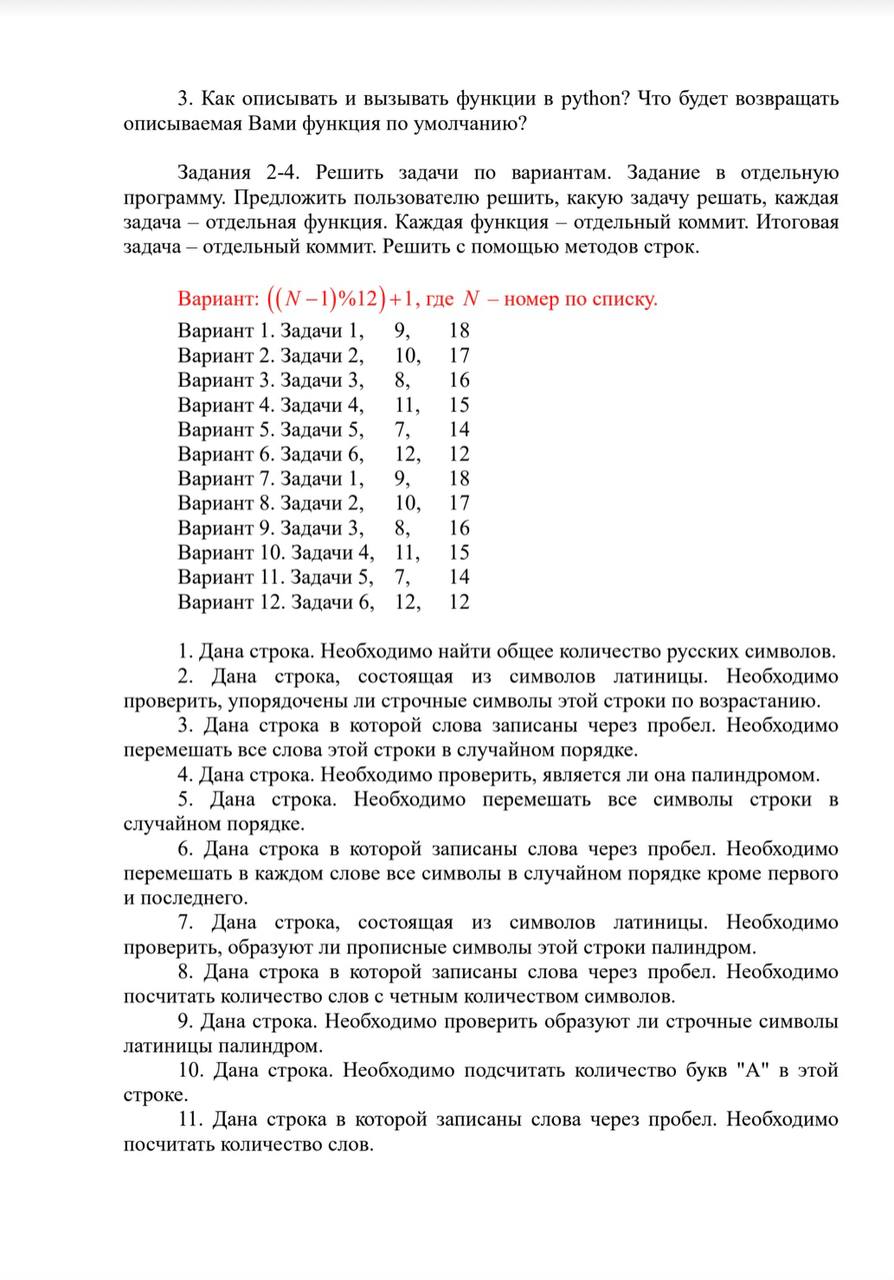 3. Как описывать и вызывать функции в python? Что будет возвращать
описываемая Вами функция по умолчанию?
Задания 2-4. Решить задачи по вариантам. Задание в отдельную
программу. Предложить пользователю решить, какую задачу решать, каждая
задача – отдельная функция. Каждая функция – отдельный коммит. Итоговая
задача – отдельный коммит. Решить с помощью методов строк.
Вариант: ((N −1)%12)+1, где N – номер по списку.
Вариант 1. Задачи 1, 9, 18
Вариант 2. Задачи 2, 10, 17
Вариант 3. Задачи 3, 8, 16
Вариант 4. Задачи 4, 11, 15
Вариант 5. Задачи 5, 7, 14
Вариант 6. Задачи 6, 12, 12
Вариант 7. Задачи 1, 9, 18
Вариант 8. Задачи 2, 10, 17
Вариант 9. Задачи 3, 8, 16
Вариант 10. Задачи 4, 11, 15
Вариант 11. Задачи 5, 7, 14
Вариант 12. Задачи 6, 12, 12
1. Дана строка. Необходимо найти общее количество русских символов.
2. Дана строка, состоящая из символов латиницы. Необходимо
проверить, упорядочены ли строчные символы этой строки по возрастанию.
3. Дана строка в которой слова записаны через пробел. Необходимо
перемешать все слова этой строки в случайном порядке.
4. Дана строка. Необходимо проверить, является ли она палиндромом.
5. Дана строка. Необходимо перемешать все символы строки в
случайном порядке.
6. Дана строка в которой записаны слова через пробел. Необходимо
перемешать в каждом слове все символы в случайном порядке кроме первого
и последнего.
7. Дана строка, состоящая из символов латиницы. Необходимо
проверить, образуют ли прописные символы этой строки палиндром.
8. Дана строка в которой записаны слова через пробел. Необходимо
посчитать количество слов с четным количеством символов.
9. Дана строка. Необходимо проверить образуют ли строчные символы
латиницы палиндром.
10. Дана строка. Необходимо подсчитать количество букв "А" в этой
строке.
11. Дана строка в которой записаны слова через пробел. Необходимо
посчитать количество слов.